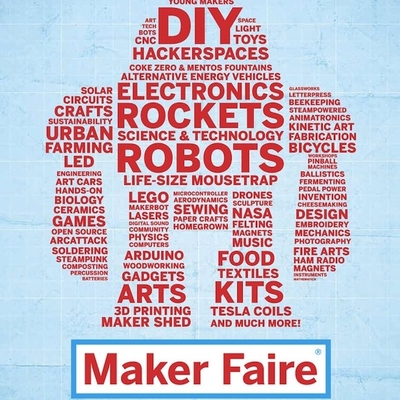 YOUNG MAKERS
DIY
ART
TECH
BOTS
CNC
SPACE
LIGHT
TOYS
HACKERSPACES
COKE ZERO & MENTOS FOUNTAINS
ALTERNATIVE ENERGY VEHICLES
ELECTRONICS
ROCKETS
SCIENCE & TECHNOLOGY
ROBOTS
LIFE-SIZE MOUSETRAP
SOLAR
CIRCUITS
CRAFTS
SUSTAINABILITY
URBAN
FARMING
LED
ENGINEERING
ART CARS
HANDS-ON
BIOLOGY
CERAMICS
GAMES
OPEN SOURCE
ARCATTACK
SOLDERING
STEAMPUNK
COMPOSTING
PERCUSSION
BATTERIES
GLASSWORKS
LETTERPRESS
BEEKEEPING
STEAMPOWERED
ANIMATRONICS
KINETIC ART
FABRICATION
BICYCLES
WORKSHOPS
PINBALL
MACHINES
BALLISTICS
FERMENTING
PEDAL POWER
INVENTION
CHEESEMAKING
DESIGN
EMBROIDERY
MECHANICS
PHOTOGRAPHY
FIRE ARTS
HAM RADIO
MAGNETS
INSTRUMENTS
LEGO
MAKERBOT
LASERS
DIGITAL SOUND
COMMUNITY
PHYSICS
COMPUTERS
MICROCONTROLLER
AERODYNAMICS
SEWING
PAPER CRAFTS
HOMEGROWN
DRONES
SCULPTURE
NASA
FELTING
MAGNETS
MUSIC
ARDUINO
WOODWORKING
GADGETS
ARTS
3D PRINTING
MAKER SHED
FOOD
TEXTILES
KITS
TESLA COILS
AND MUCH MORE!
Maker Faire®